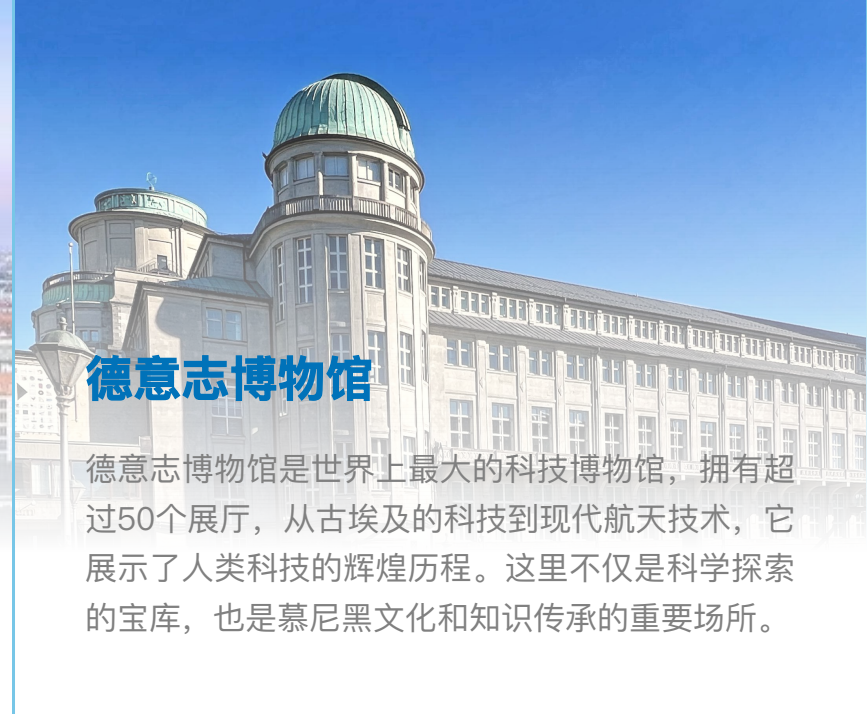 德意志博物馆
德意志博物馆是世界上最大的科技博物馆，拥有超
过50个展厅，从古埃及的科技到现代航天技术，它
展示了人类科技的辉煌历程。这里不仅是科学探索
的宝库，也是慕尼黑文化和知识传承的重要场所。